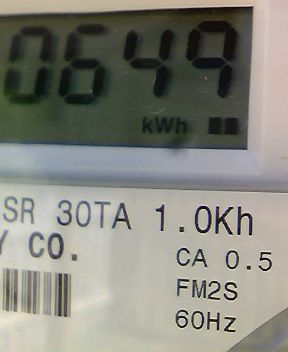 0649
kWh
SR 30TA 1.0Kh
Y CO.
CA 0.5
FM2S
60Hz